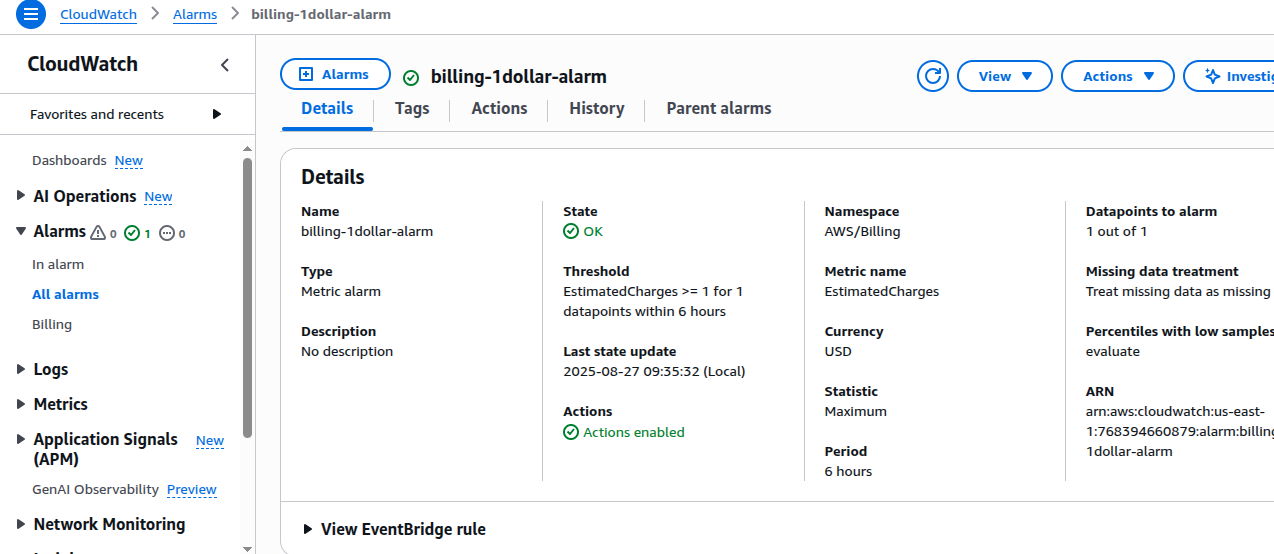 CloudWatch > Alarms > billing-1dollar-alarm
CloudWatch
Favorites and recents
Dashboards New
AI Operations New
Alarms 0 1 0
In alarm
All alarms
Billing
Logs
Metrics
Application Signals New
(APM)
GenAI Observability Preview
Network Monitoring
Alarms
billing-1dollar-alarm
View
Actions
Details
Tags
Actions
History
Parent alarms
Details
Name
billing-1dollar-alarm
Type
Metric alarm
Description
No description
State
OK
Threshold
EstimatedCharges >= 1 for 1
datapoints within 6 hours
Last state update
2025-08-27 09:35:32 (Local)
Actions
Actions enabled
Namespace
AWS/Billing
Metric name
EstimatedCharges
Currency
USD
Statistic
Maximum
Period
6 hours
Datapoints to alarm
1 out of 1
Missing data treatment
Treat missing data as missing
Percentiles with low samples
evaluate
ARN
arn:aws:cloudwatch:us-east-
1:768394660879:alarm:billing
1dollar-alarm
View EventBridge rule